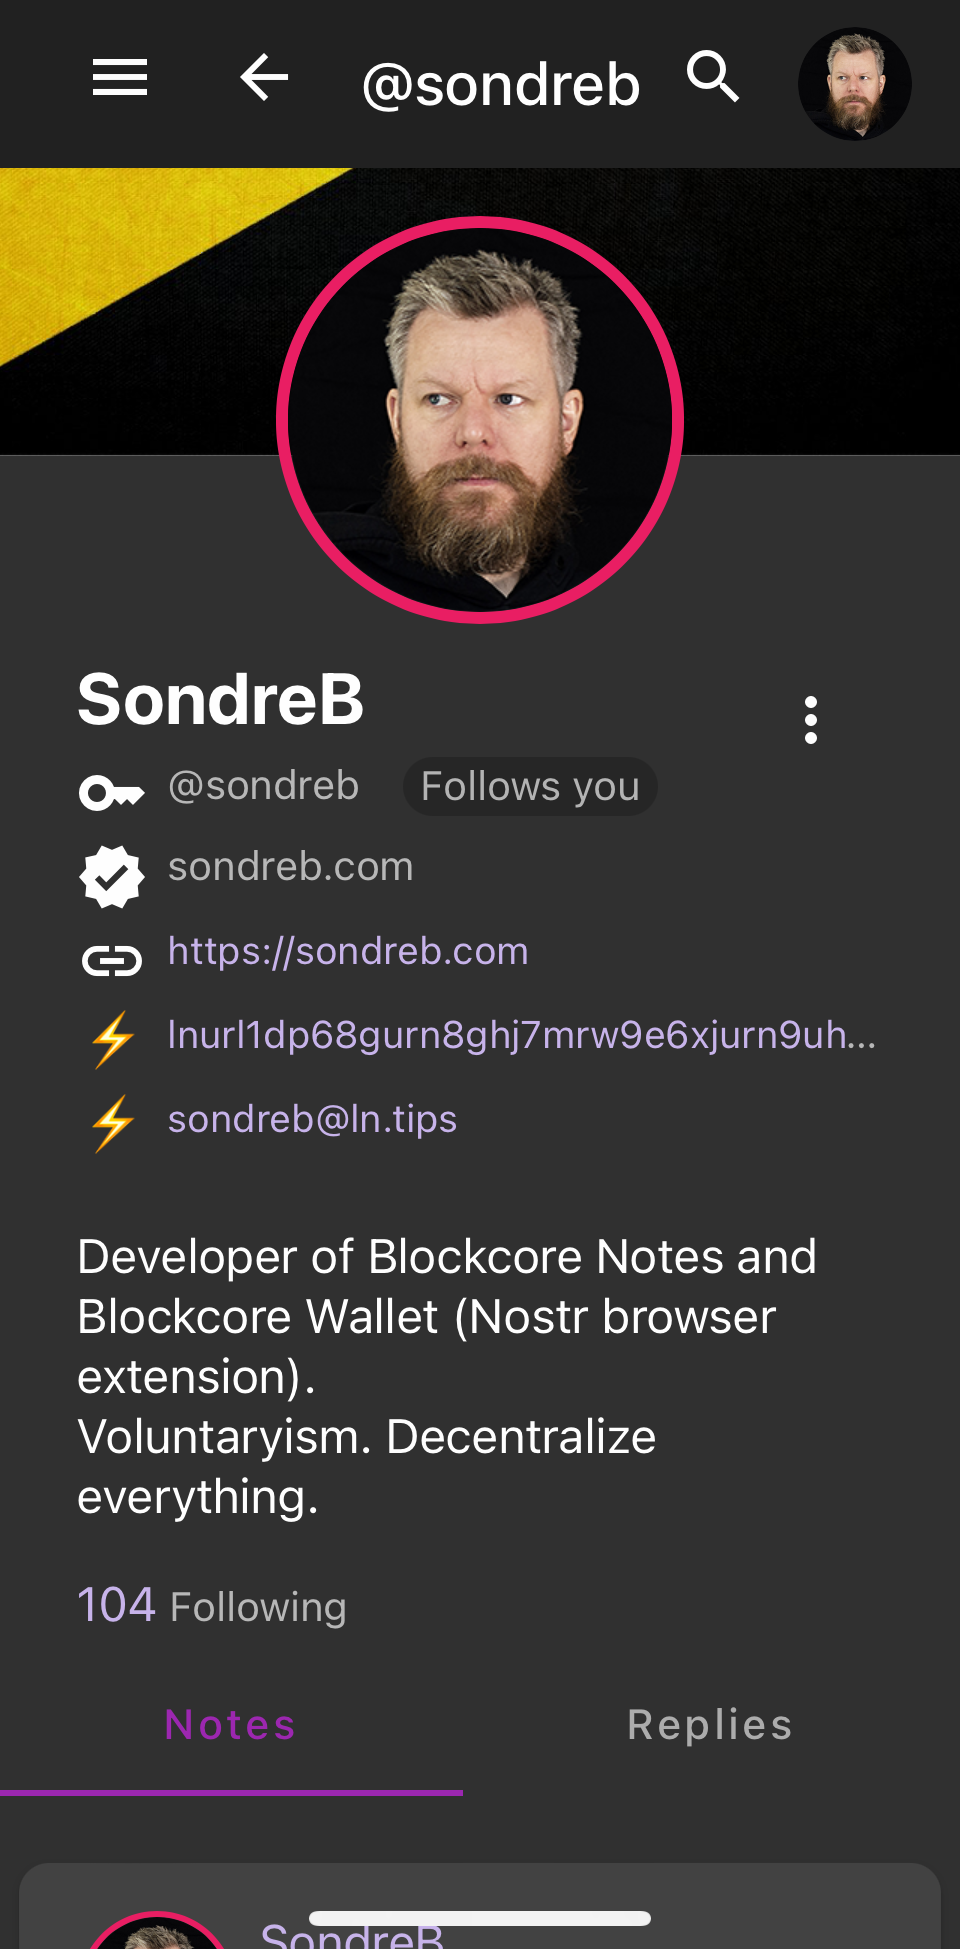 @sondreb
SondreB
@sondreb Follows you
sondreb.com
https://sondreb.com
lnurl1dp68gurn8ghj7mrw9e6xjurn9uh...
sondreb@ln.tips
Developer of Blockcore Notes and
Blockcore Wallet (Nostr browser
extension).
Voluntaryism. Decentralize
everything.
104 Following
Notes Replies
SondreB